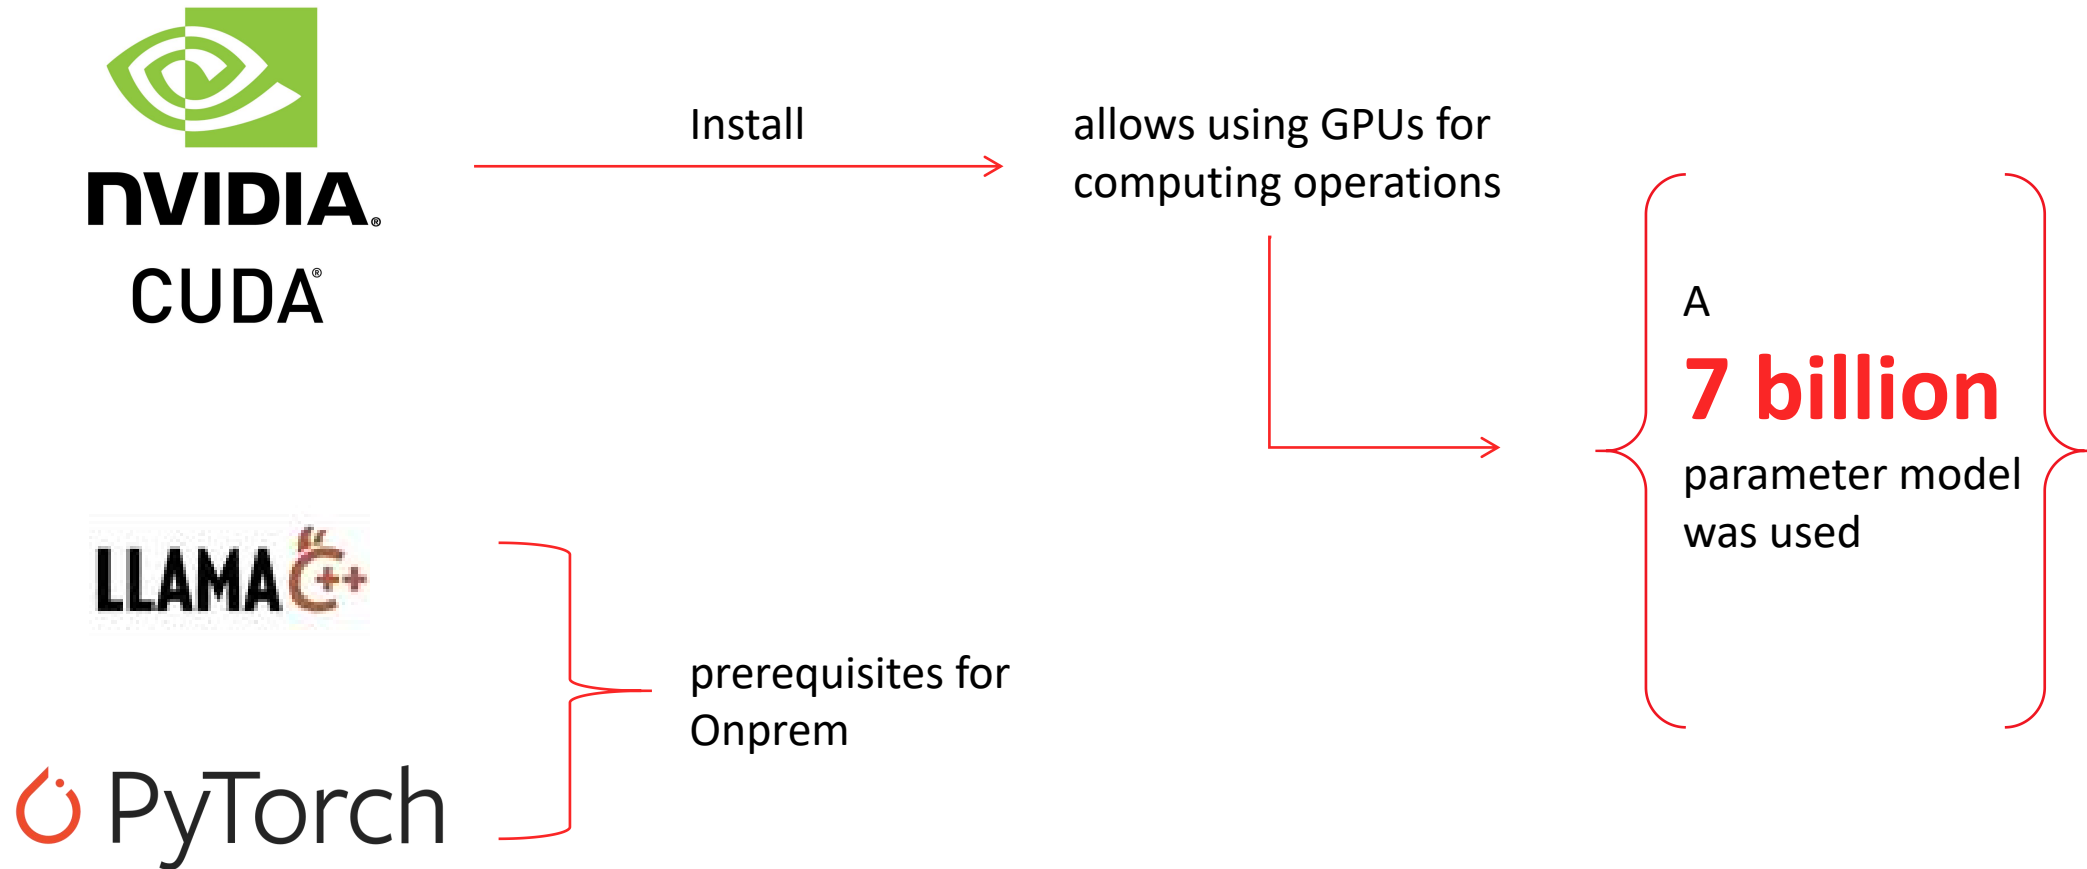 NVIDIA®
CUDA®
Install
allows using GPUs for
computing operations
A
7 billion
parameter model
was used
LLAMA C++
prerequisites for
Onprem
PyTorch